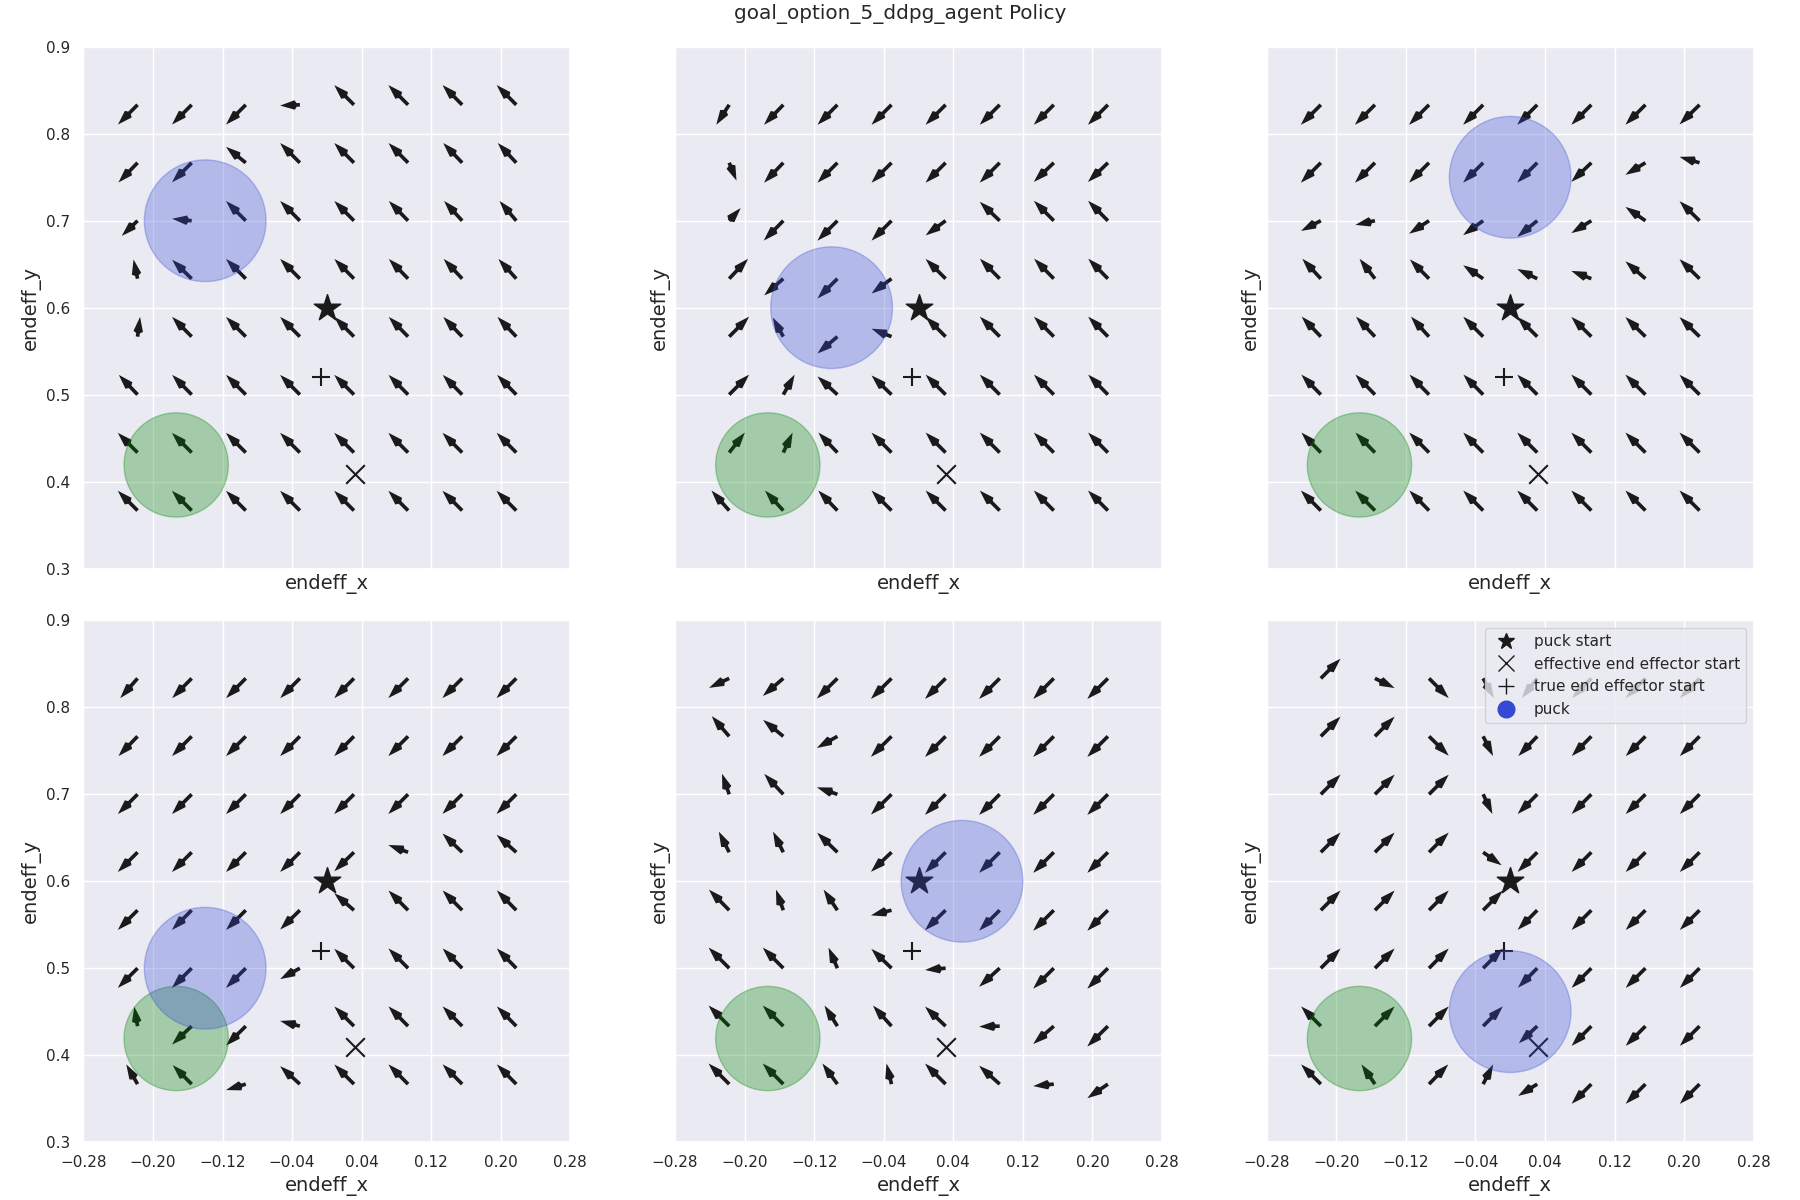 goal_option_5_ddpg_agent Policy
0.9
0.8
0.7
0.6
0.5
0.4
0.3
endeff_y
endeff_x
endeff_y
endeff_x
endeff_y
endeff_x
0.9
0.8
0.7
0.6
0.5
0.4
0.3
endeff_y
−0.28 −0.20 −0.12 −0.04 0.04 0.12 0.20 0.28
endeff_x
endeff_y
−0.28 −0.20 −0.12 −0.04 0.04 0.12 0.20 0.28
endeff_x
puck start
effective end effector start
true end effector start
puck
endeff_y
−0.28 −0.20 −0.12 −0.04 0.04 0.12 0.20 0.28
endeff_x